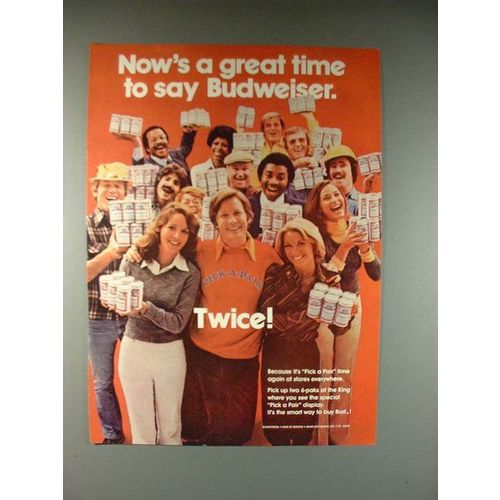 Now's a great time
to say Budweiser.
PICK-A-PAIR
Twice!
Because it's "Pick a Pair" time
again at stores everywhere.
Pick up two 6-paks of the King
where you see the special
"Pick a Pair" display.
It's the smart way to buy Bud®!